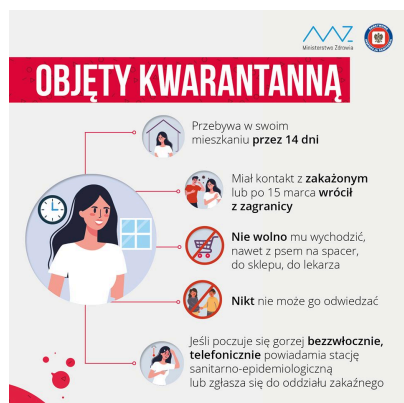 Ministerstwo Zdrowia
OBJĘTY KWARANTANNĄ
Przebywa w swoim
mieszkaniu przez 14 dni
Miał kontakt z zakażonym
lub po 15 marca wrócił
z zagranicy
Nie wolno mu wychodzić,
nawet z psem na spacer,
do sklepu, do lekarza
Nikt nie może go odwiedzać
Jeśli poczuje się gorzej bezzwłocznie,
telefonicznie powiadamia stację
sanitarno-epidemiologiczną
lub zgłasza się do oddziału zakaźnego